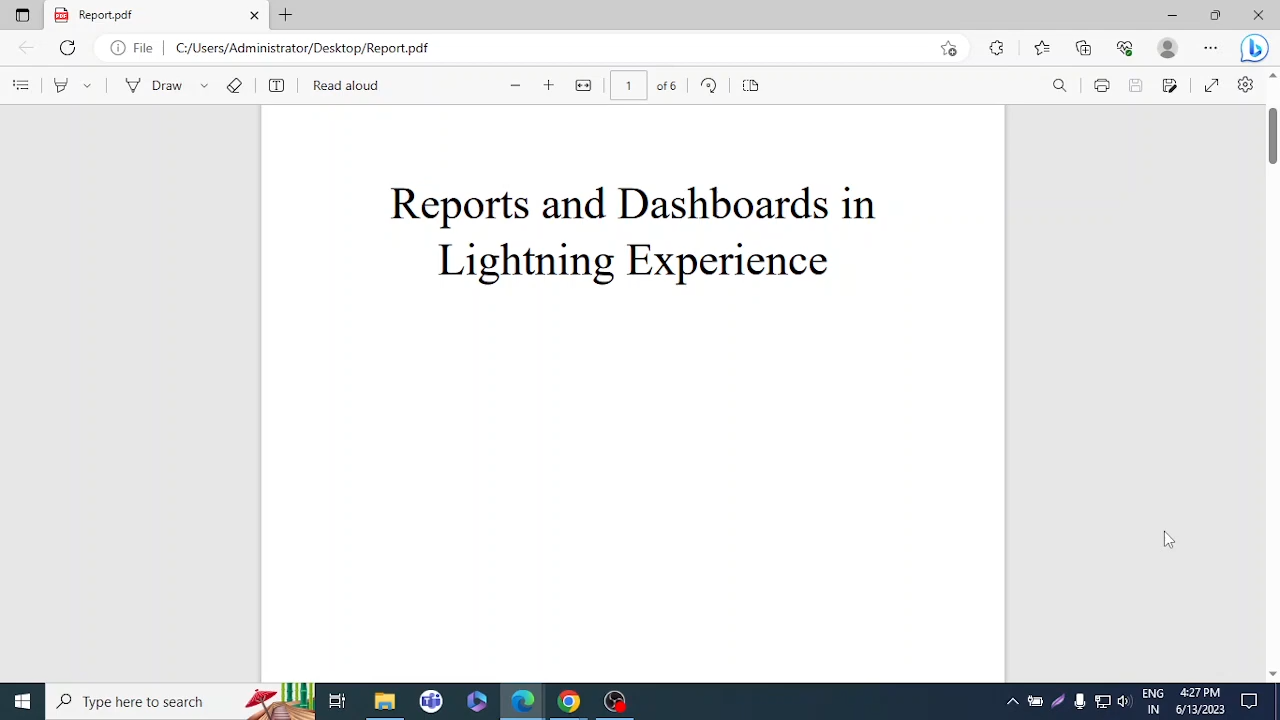 Report.pdf
File
C:/Users/Administrator/Desktop/Report.pdf
Draw
Read aloud
1 of 6
Reports and Dashboards in
Lightning Experience
Type here to search
ENG
IN
4:27 PM
6/13/2023